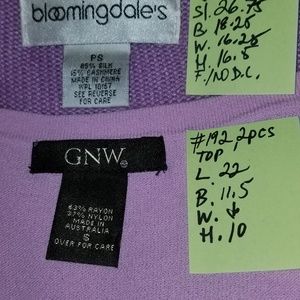 bloomingdale's
PS
85% SILK
15% CASHMERE
MADE IN CHINA
WPL 10157
SEE REVERSE
FOR CARE
Sl. 26.75
B 18.25
W. 16.25
H. 16.5
F./NO D.C.
GNW
63% RAYON
37% NYLON
MADE IN
AUSTRALIA
S
OVER FOR CARE
#192, 2pcs
TOP
L. 22
B. 11.5
W. ↓
H. 10